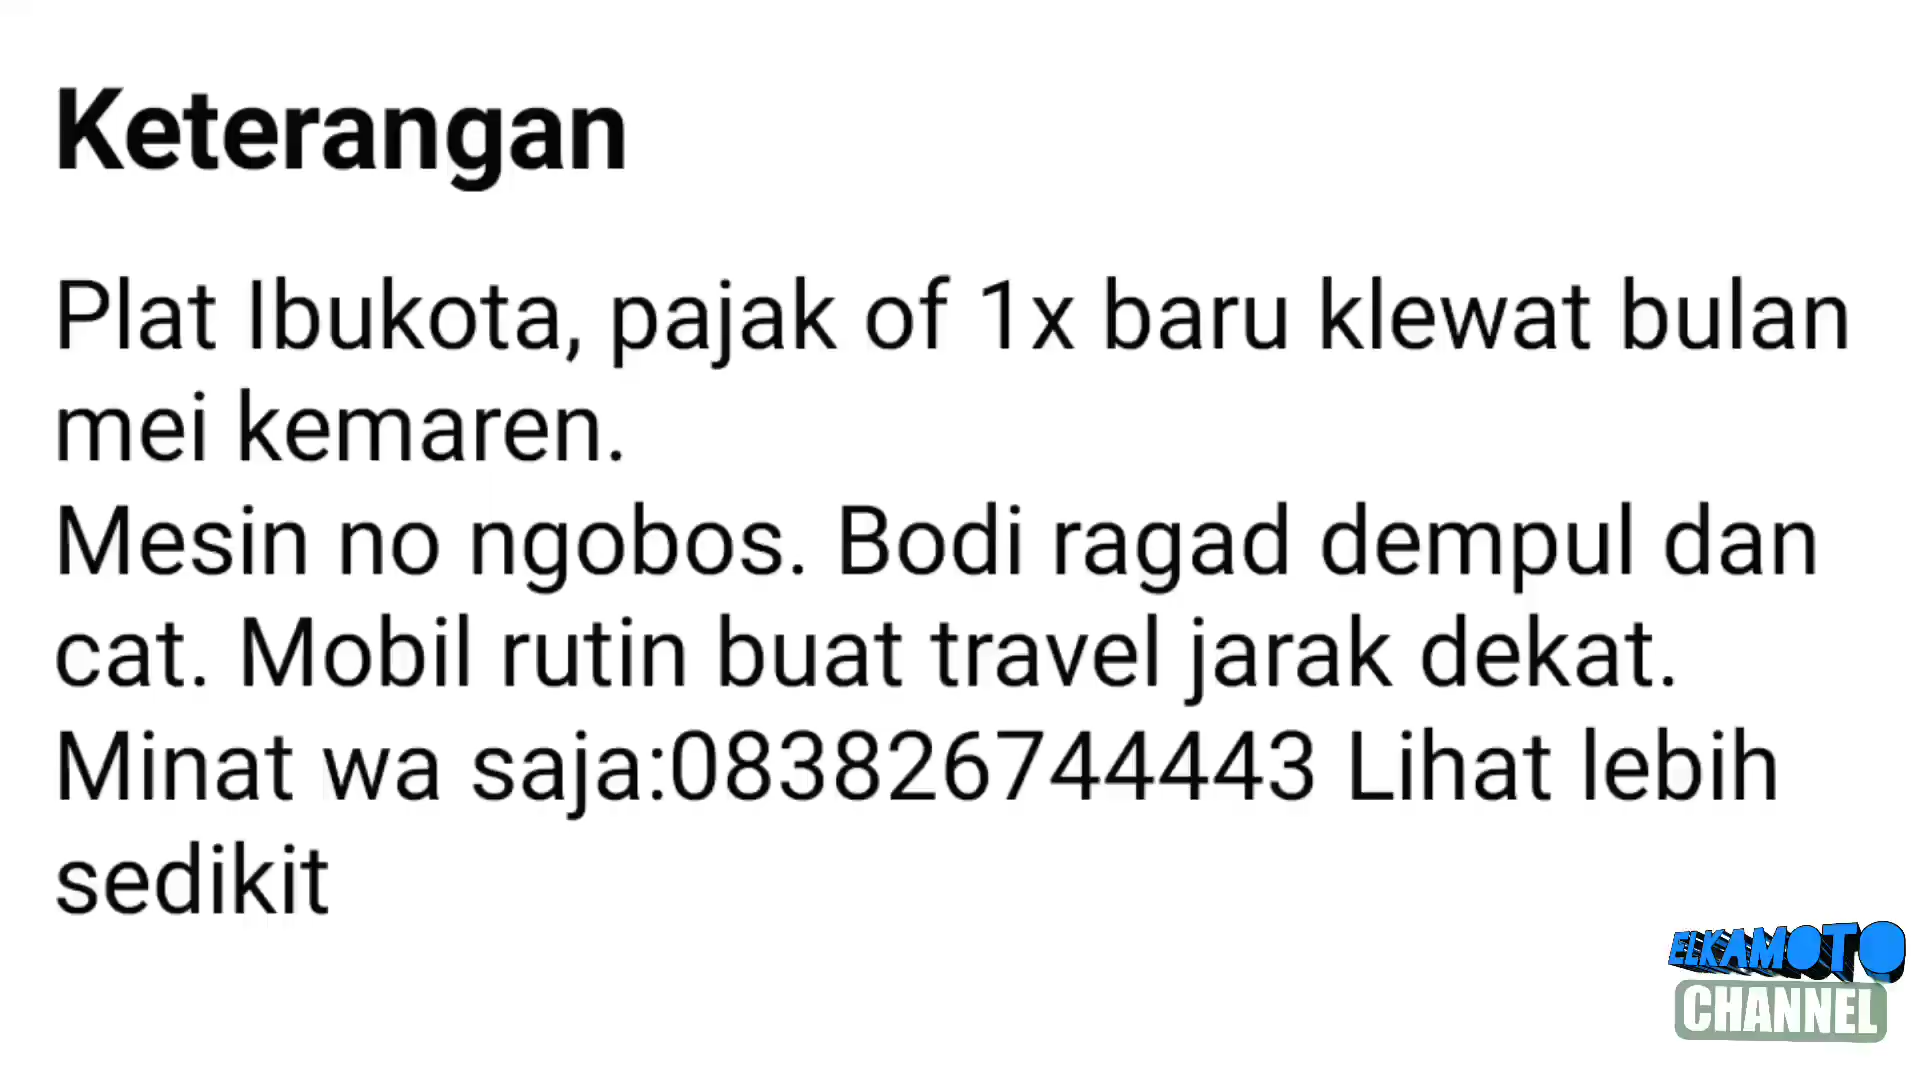 Keterangan
Plat Ibukota, pajak of 1x baru klewat bulan
mei kemaren.
Mesin no ngobos. Bodi ragad dempul dan
cat. Mobil rutin buat travel jarak dekat.
Minat wa saja:083826744443 Lihat lebih
sedikit
ELKAMOTO
CHANNEL